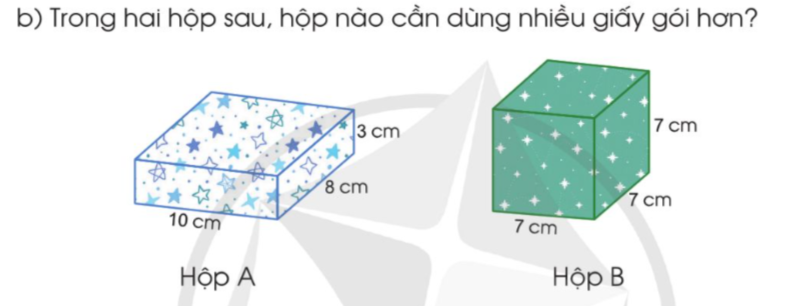 b) Trong hai hộp sau, hộp nào cần dùng nhiều giấy gói hơn?
3 cm
8 cm
10 cm
7 cm
7 cm
7 cm
Hộp A
Hộp B